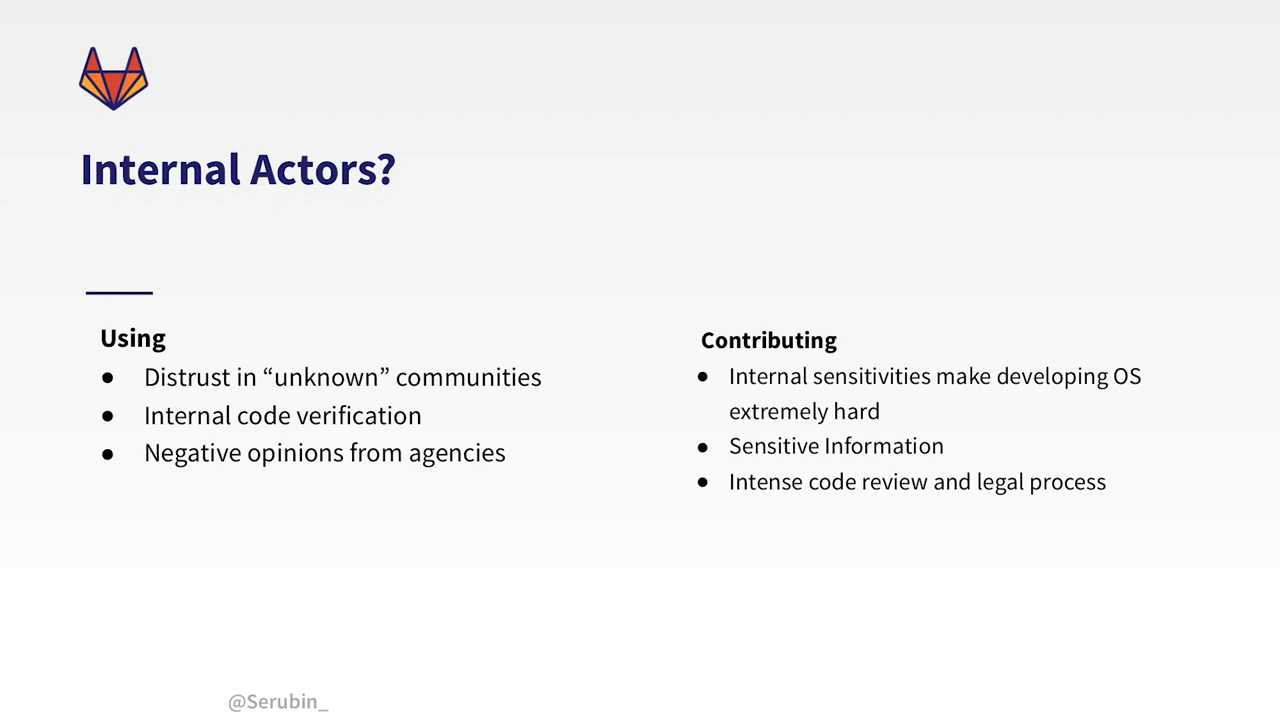 Internal Actors?
Using
● Distrust in “unknown” communities
● Internal code verification
● Negative opinions from agencies
Contributing
● Internal sensitivities make developing OS
extremely hard
● Sensitive Information
● Intense code review and legal process
@Serubin_